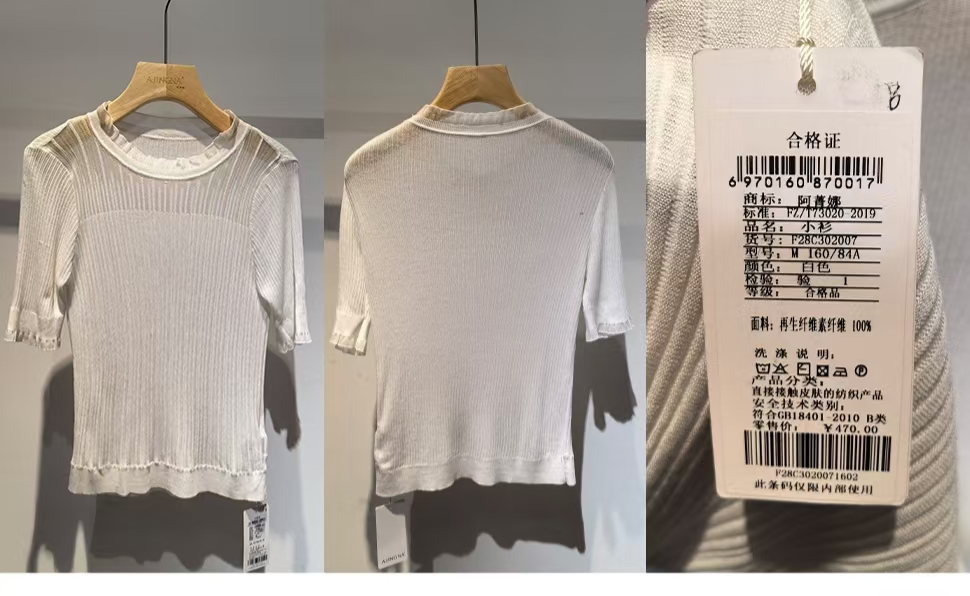 AJINGNA
AJINGNA
合格证
6 970160 870017
商标： 阿菁娜
标准： FZ/T73020 2019
品名： 小衫
货号： F28C302007
型号： M 160/84A
颜色： 白色
检验： 验 1
等级： 合格品
面料：再生纤维素纤维 100%
洗 涤 说 明：
产品分类：
直接接触皮肤的纺织产品
安全技术类别：
符合GB18401-2010 B类
零售价： ￥470.00
F28C3020071602
此条码仅限内部使用